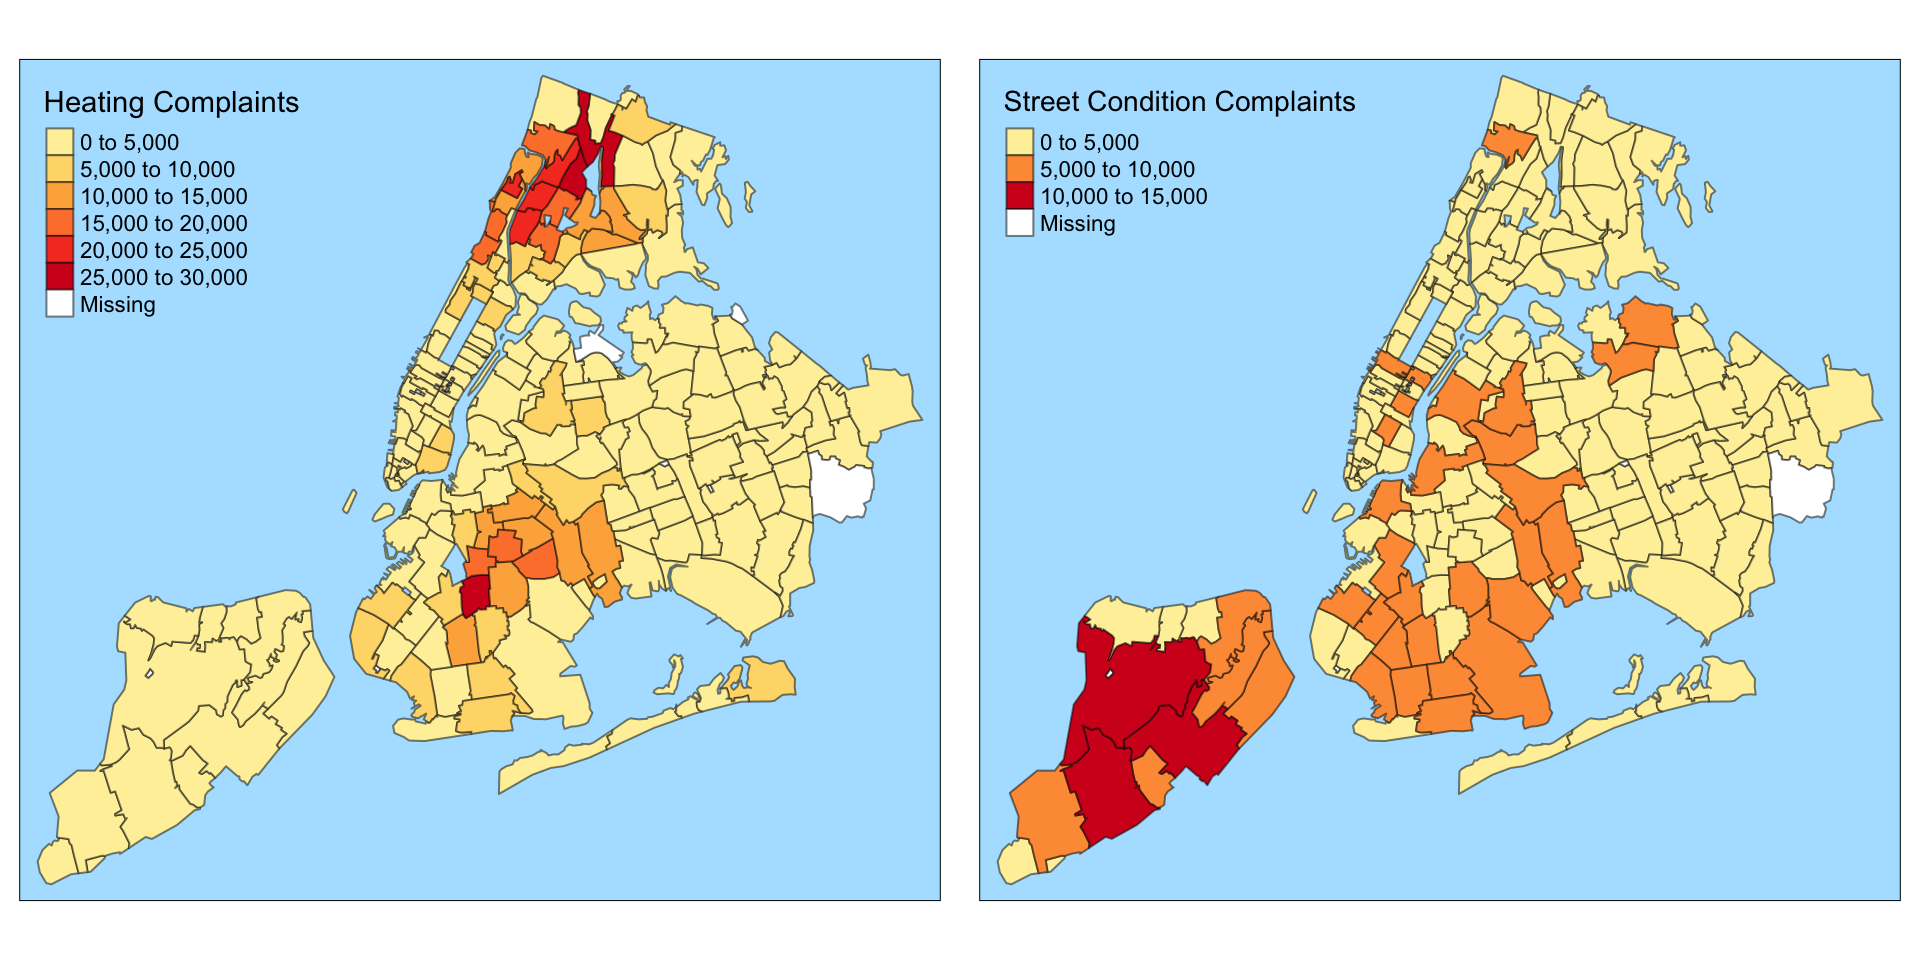 Heating Complaints
0 to 5,000
5,000 to 10,000
10,000 to 15,000
15,000 to 20,000
20,000 to 25,000
25,000 to 30,000
Missing
Street Condition Complaints
0 to 5,000
5,000 to 10,000
10,000 to 15,000
Missing